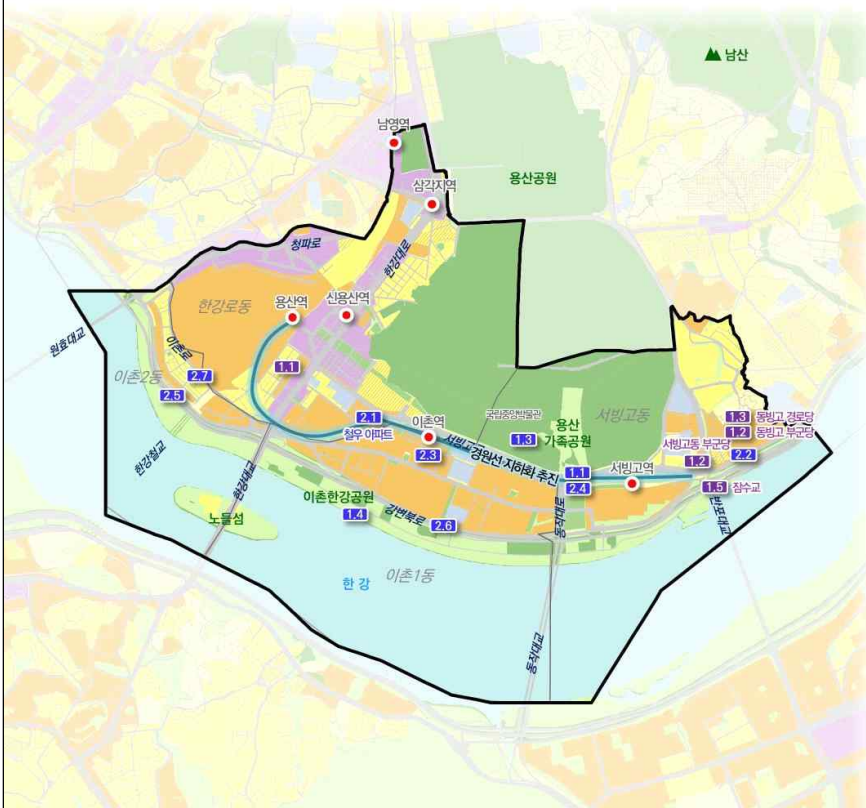 남산
남영역
용산공원
삼각지역
청파로
한강대로
한강로동
용산역
신용산역
원효대교
이촌로
이촌2동
2.7
1.1
2.5
2.1
철우 아파트
이촌역
2.3
국립중앙박물관
1.3
용산
가족공원
서빙고동
1.3 동빙고 경로당
1.2 동빙고 부군당
서빙고동 부군당
2.2
1.2
서빙고
경원선 지하화 추진
1.1
2.4
서빙고역
1.5 잠수교
한강철교
한강대교
반포대교
이촌한강공원
1.4
노들섬
강변북로
2.6
동작대로
한강
이촌1동
동작대교